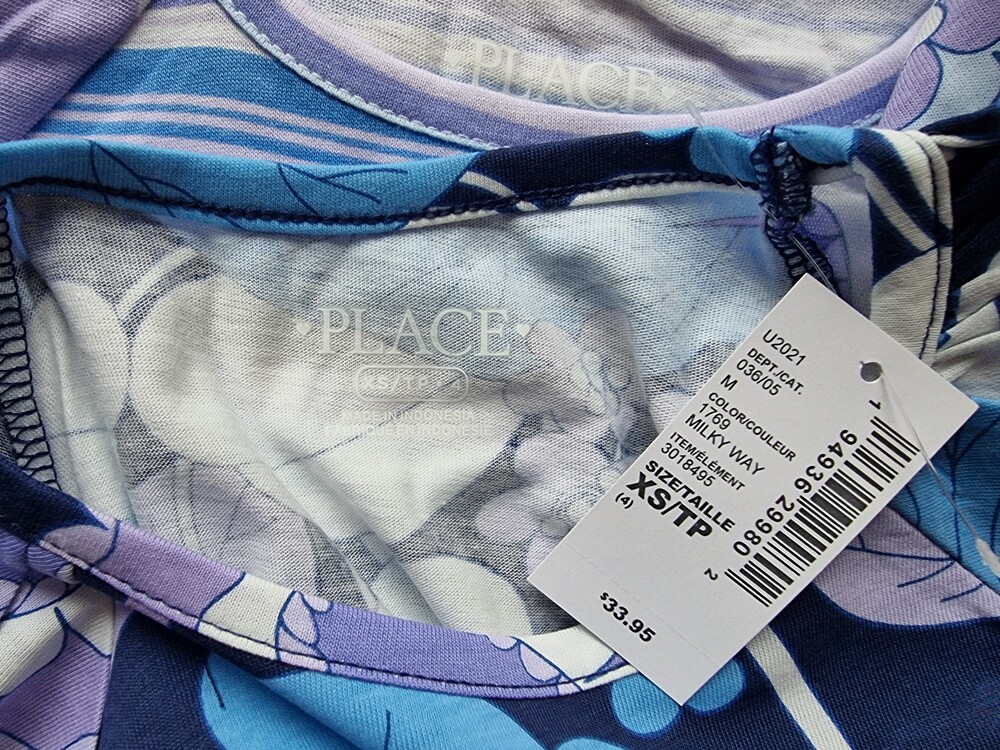 PLACE
PLACE
XS/TP | 4
MADE IN INDONESIA
FABRIQUÉ EN INDONÉSIE
U2021
DEPT./CAT.
036/05
M
COLOR/COULEUR
1769
MILKY WAY
ITEM/ÉLÉMENT
3018495
SIZE/TAILLE
XS/TP
(4)
$33.95
1 94936 29980 2